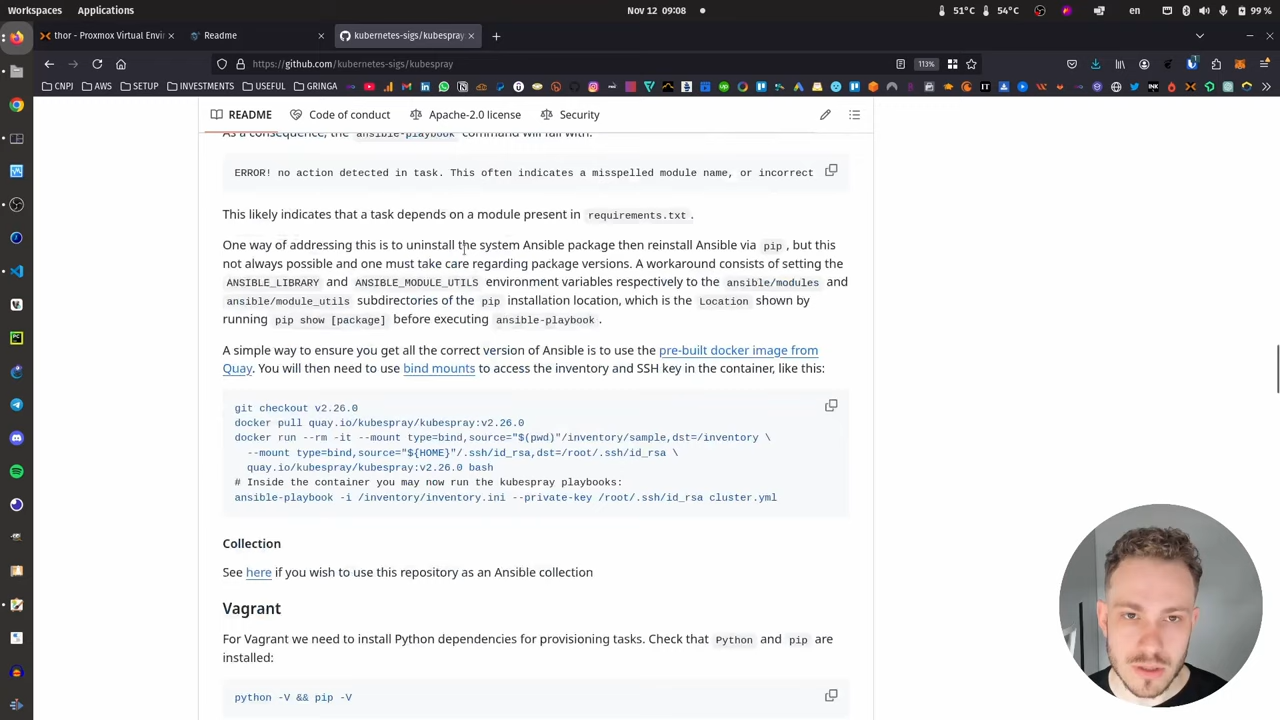 Workspaces Applications Nov 12 09:08 51°C 54°C en 99 %
thor - Proxmox Virtual Envi Readme kubernetes-sigs/kubespray
https://github.com/kubernetes-sigs/kubespray 113%
CNPJ AWS SETUP INVESTMENTS USEFUL GRINGA
README Code of conduct Apache-2.0 license Security
As a consequence, the ansible-playbook command will fail with:
ERROR! no action detected in task. This often indicates a misspelled module name, or incorrect
This likely indicates that a task depends on a module present in requirements.txt.
One way of addressing this is to uninstall the system Ansible package then reinstall Ansible via pip, but this
not always possible and one must take care regarding package versions. A workaround consists of setting the
ANSIBLE_LIBRARY and ANSIBLE_MODULE_UTILS environment variables respectively to the ansible/modules and
ansible/module_utils subdirectories of the pip installation location, which is the Location shown by
running pip show [package] before executing ansible-playbook.
A simple way to ensure you get all the correct version of Ansible is to use the pre-built docker image from
Quay. You will then need to use bind mounts to access the inventory and SSH key in the container, like this:
git checkout v2.26.0
docker pull quay.io/kubespray/kubespray:v2.26.0
docker run --rm -it --mount type=bind,source="$(pwd)"/inventory/sample,dst=/inventory \
--mount type=bind,source="${HOME}"/.ssh/id_rsa,dst=/root/.ssh/id_rsa \
quay.io/kubespray/kubespray:v2.26.0 bash
# Inside the container you may now run the kubespray playbooks:
ansible-playbook -i /inventory/inventory.ini --private-key /root/.ssh/id_rsa cluster.yml
Collection
See here if you wish to use this repository as an Ansible collection
Vagrant
For Vagrant we need to install Python dependencies for provisioning tasks. Check that Python and pip are
installed:
python -V && pip -V